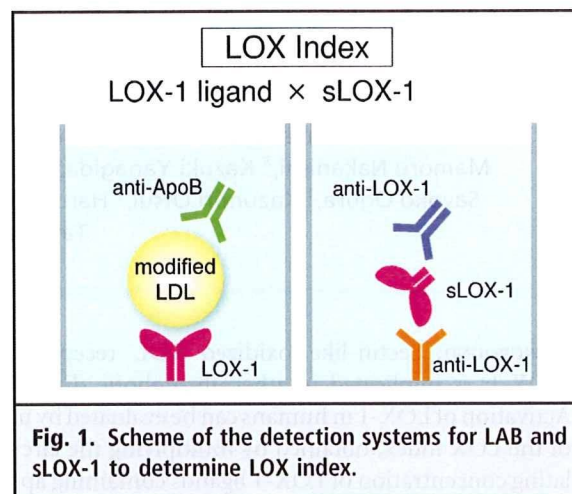 LOX Index
LOX-1 ligand × sLOX-1
anti-ApoB
modified
LDL
LOX-1
anti-LOX-1
sLOX-1
anti-LOX-1
Fig. 1. Scheme of the detection systems for LAB and
sLOX-1 to determine LOX index.